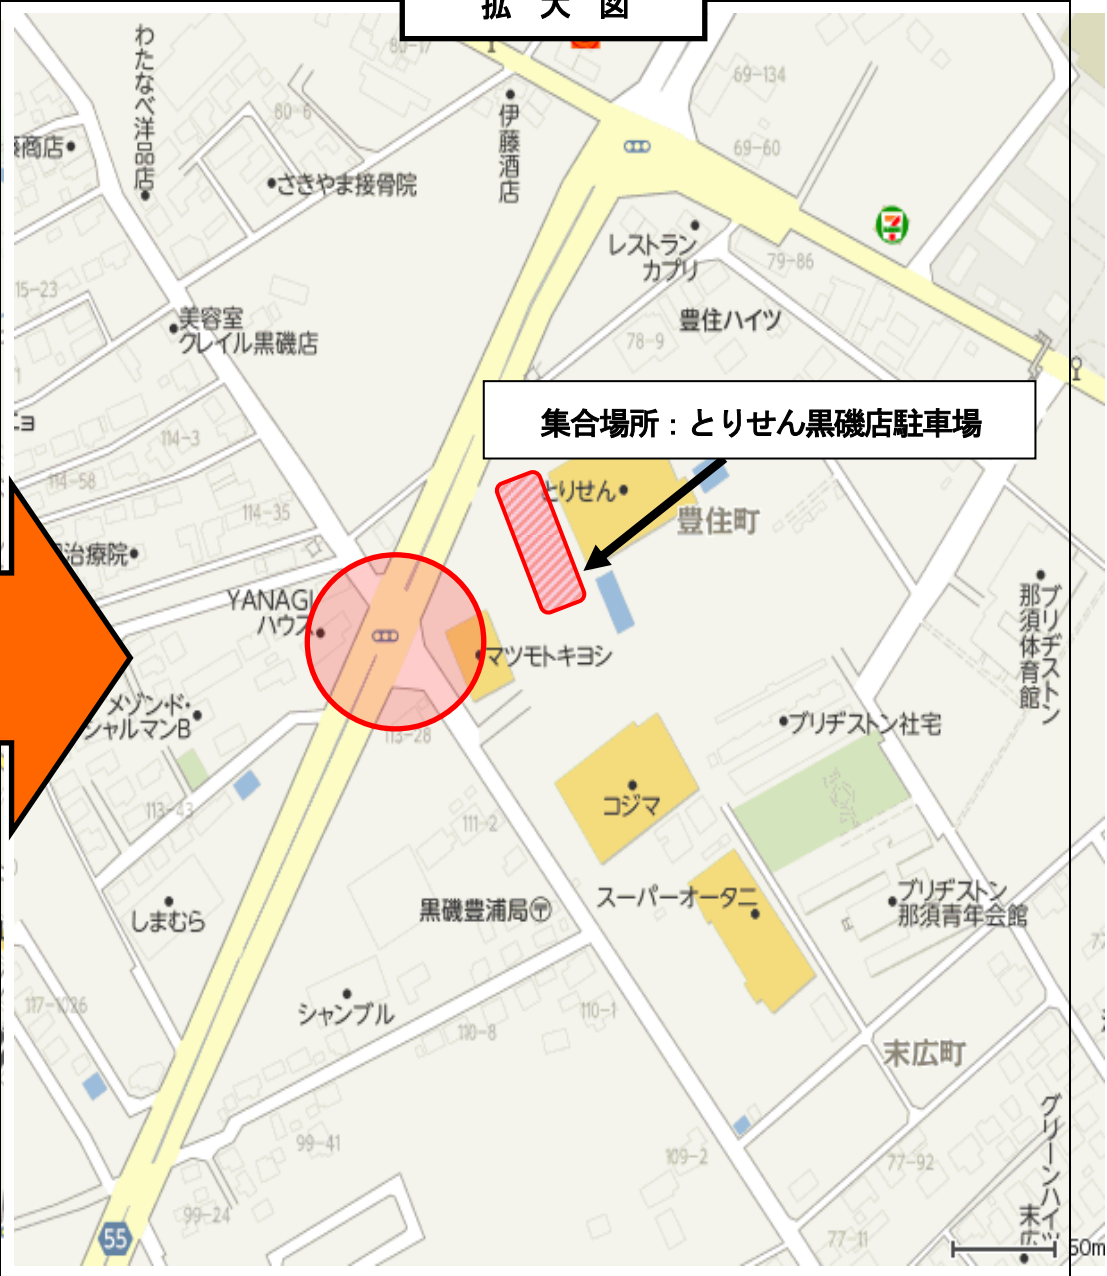 拡 大 図
わたなべ洋品店
80-17
80-6
69-134
69-60
伊藤酒店
商店
さきやま接骨院
レストラン
カプリ
79-86
15-23
美容室
クレイル黒磯店
豊住ハイツ
78-9
集合場所：とりせん黒磯店駐車場
114-3
114-58
114-35
とりせん
豊住町
治療院
YANAGI
ハウス
マツモトキヨシ
ブリヂストン
那須体育館
メゾン・ド・
シャルマンB
113-28
ブリヂストン社宅
コジマ
113-43
111-2
しまむら
黒磯豊浦局〒
スーパーオータニ
ブリヂストン
那須青年会館
117-1026
シャンブル
110-8
110-1
末広町
グリーンハイツ
末広
99-41
109-2
77-92
99-24
77-11
55
50m